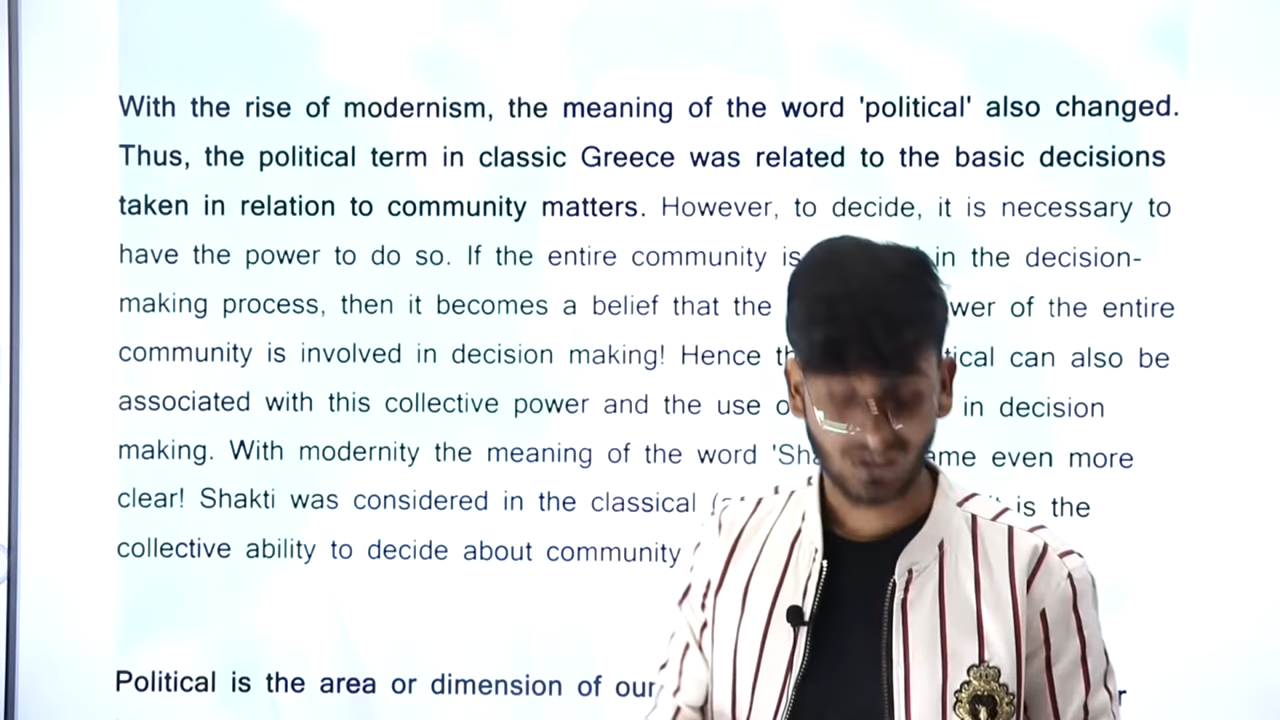 With the rise of modernism, the meaning of the word 'political' also changed.
Thus, the political term in classic Greece was related to the basic decisions
taken in relation to community matters. However, to decide, it is necessary to
have the power to do so. If the entire community is in the decision-
making process, then it becomes a belief that the of the entire
community is involved in decision making! Hence can also be
associated with this collective power and the use in decision
making. With modernity the meaning of the word even more
clear! Shakti was considered in the classical is the
collective ability to decide about community
Political is the area or dimension of our